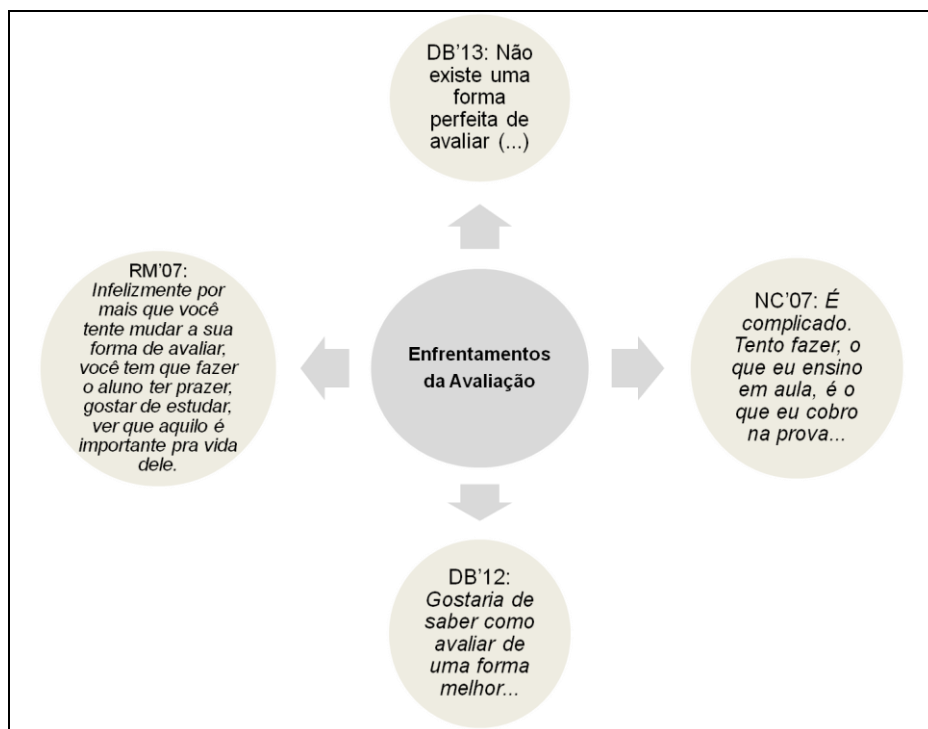 DB'13: Não
existe uma
forma
perfeita de
avaliar (...)
RM'07:
Infelizmente por
mais que você
tente mudar a sua
forma de avaliar,
você tem que fazer
o aluno ter prazer,
gostar de estudar,
ver que aquilo é
importante pra vida
dele.
Enfrentamentos
da Avaliação
NC'07: É
complicado.
Tento fazer, o
que eu ensino
em aula, é o
que eu cobro
na prova...
DB'12:
Gostaria de
saber como
avaliar de
uma forma
melhor...